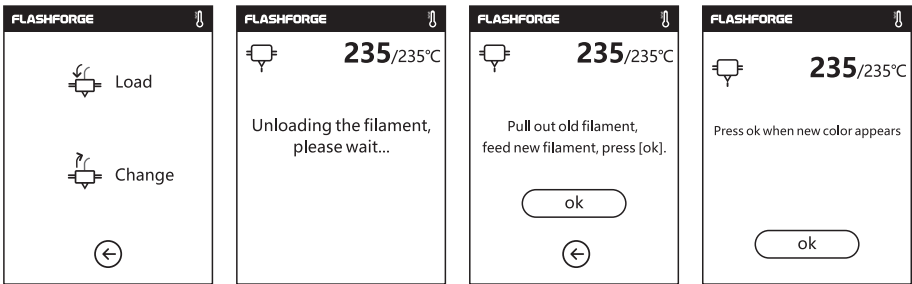 FLASHFORGE
Load
Change
FLASHFORGE
235/235℃
Unloading the filament,
please wait...
FLASHFORGE
235/235℃
Pull out old filament,
feed new filament, press [ok].
ok
FLASHFORGE
235/235℃
Press ok when new color appears
ok